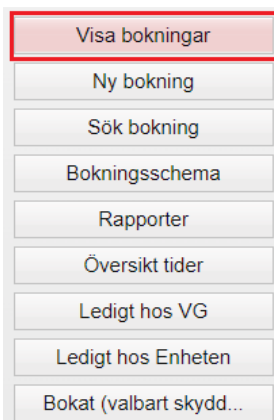 Visa bokningar
Ny bokning
Sök bokning
Bokningsschema
Rapporter
Översikt tider
Ledigt hos VG
Ledigt hos Enheten
Bokat (valbart skydd...